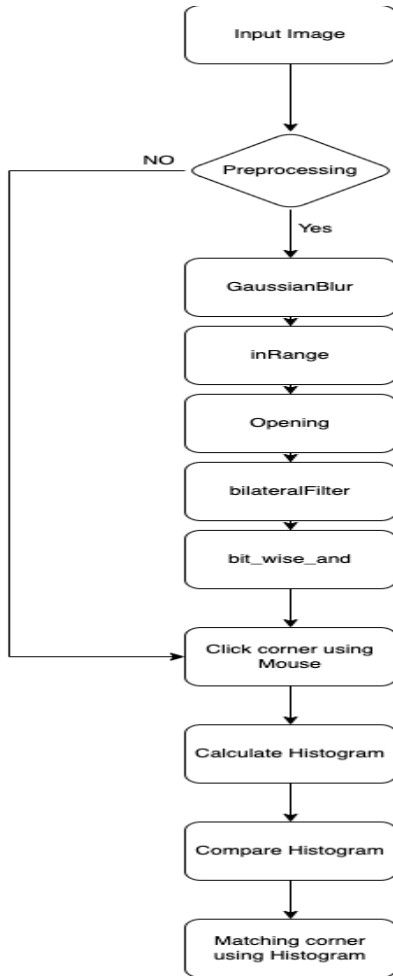 Input Image
NO
Preprocessing
Yes
GaussianBlur
inRange
Opening
bilateralFilter
bit_wise_and
Click corner using
Mouse
Calculate Histogram
Compare Histogram
Matching corner
using Histogram